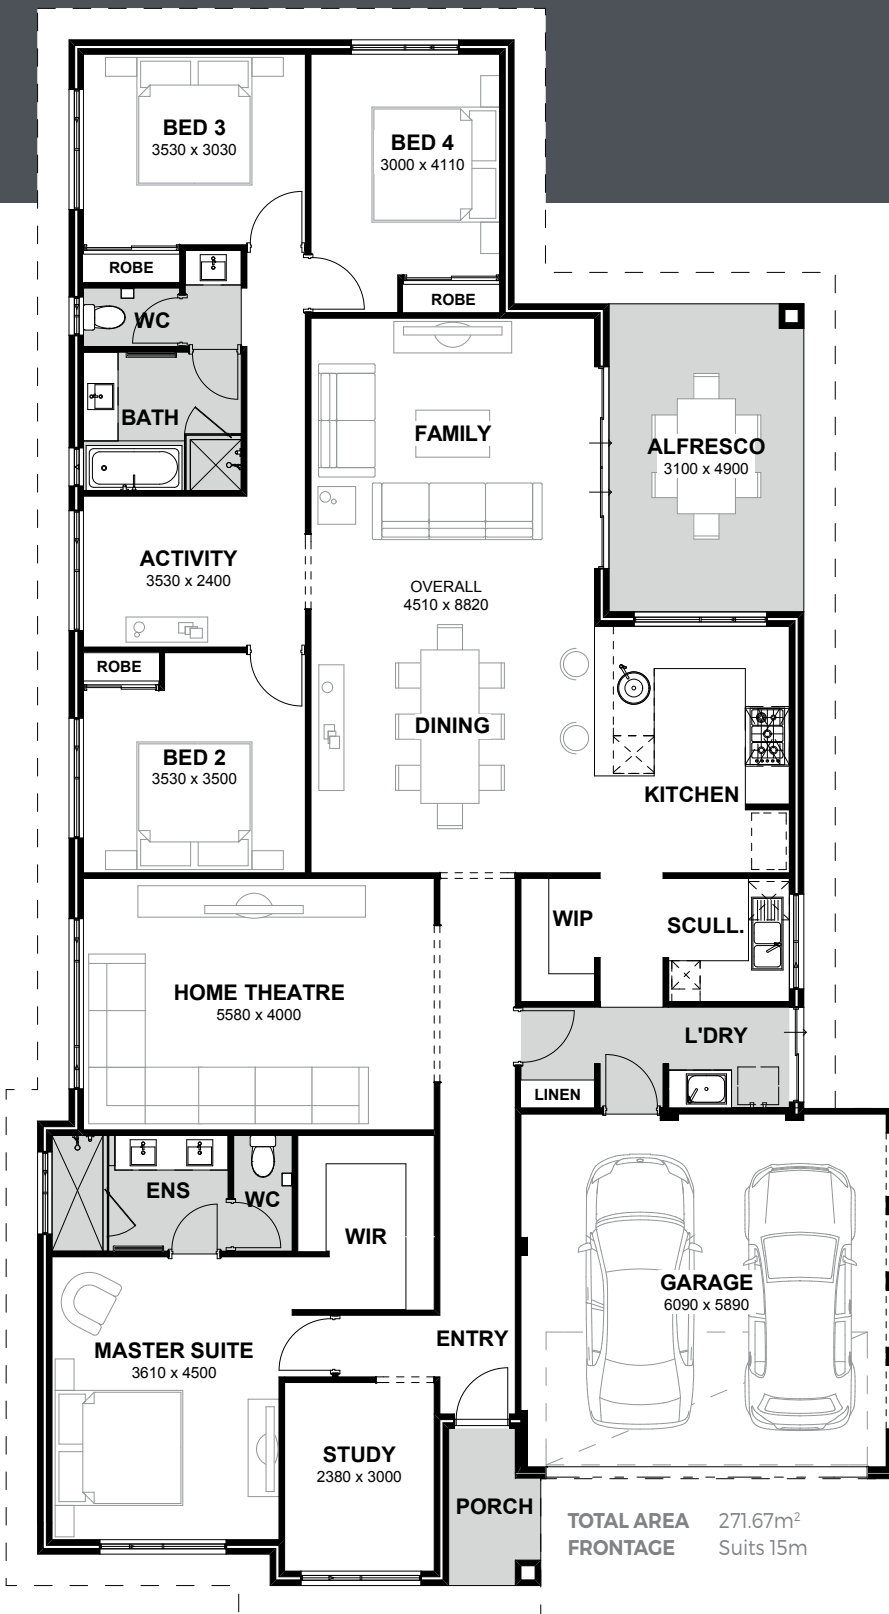 BED 3
3530 x 3030
BED 4
3000 x 4110
ROBE
ROBE
WC
BATH
FAMILY
ALFRESCO
3100 x 4900
ACTIVITY
3530 x 2400
OVERALL
4510 x 8820
ROBE
DINING
BED 2
3530 x 3500
KITCHEN
WIP
SCULL.
HOME THEATRE
5580 x 4000
L'DRY
LINEN
ENS
WC
WIR
GARAGE
6090 x 5890
ENTRY
MASTER SUITE
3610 x 4500
STUDY
2380 x 3000
PORCH
TOTAL AREA 271.67m²
FRONTAGE Suits 15m